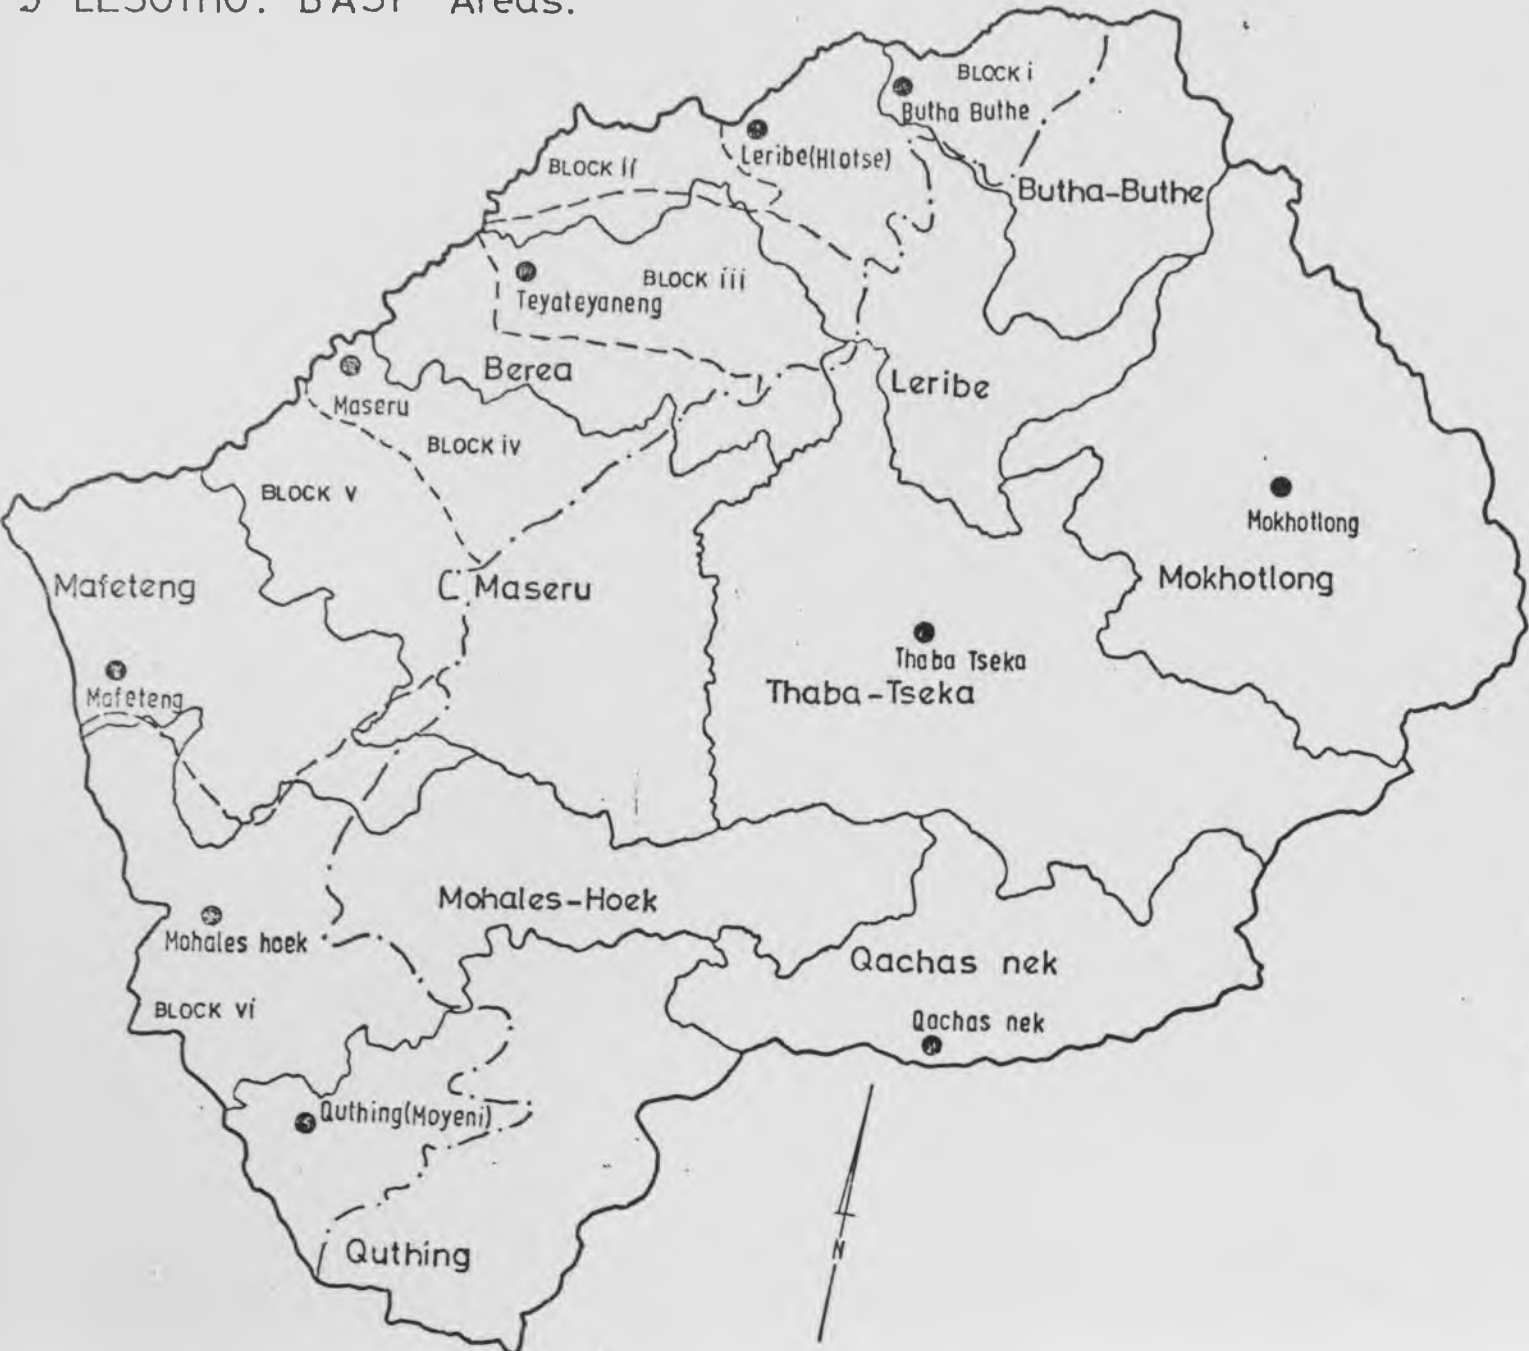 LESOTHO: BASP Areas.
BLOCK i
Butha Buthe
Leribe(Hlotse)
BLOCK ii
Butha-Buthe
BLOCK iii
Teyateyaneng
Berea
Leribe
Maseru
BLOCK iv
BLOCK v
Mokhotlong
Mokhotlong
Mafeteng
Maseru
Thaba Tseka
Thaba-Tseka
Mafeteng
Mohales-Hoek
Mohales hoek
Qachas nek
BLOCK vi
Qachas nek
Quthing(Moyeni)
Quthing
N